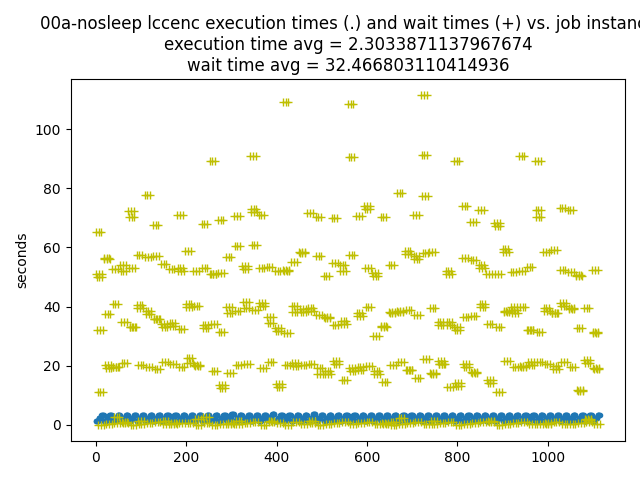 00a-nosleep lccenc execution times (.) and wait times (+) vs. job instanc
execution time avg = 2.3033871137967674
wait time avg = 32.466803110414936
100
80
60
40
20
0
seconds
0 200 400 600 800 1000